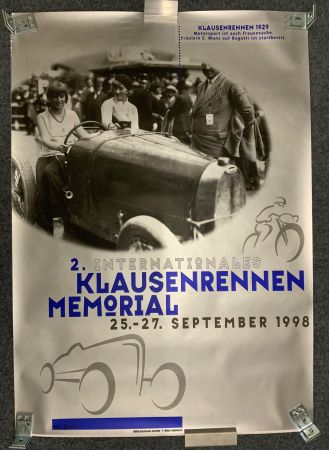 KLAUSENRENNEN 1929
Motorsport ist auch Frauensache.
Fräulein E. Munz auf Bugatti ist startbereit.
2. INTERNATIONALES
KLAUSENRENNEN
MEMORIAL
25.-27. SEPTEMBER 1998